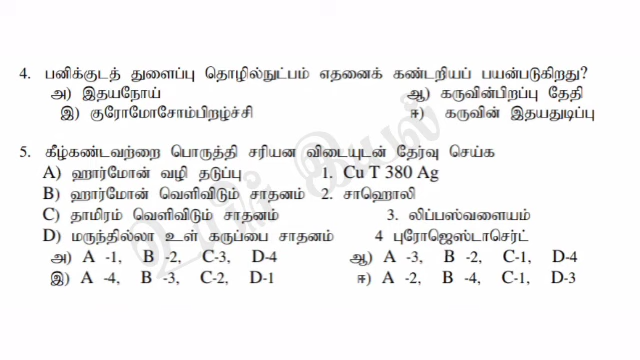 4. பனிக்குடத் துளைப்பு தொழில்நுட்பம் எதனைக் கண்டறியப் பயன்படுகிறது?
அ) இதயநோய் ஆ) கருவின்பிறப்பு தேதி
இ) குரோமோசோம்பிறழ்ச்சி ஈ) கருவின் இதயதுடிப்பு
5. கீழ்கண்டவற்றை பொருத்தி சரியன விடையுடன் தேர்வு செய்க
A) ஹார்மோன் வழி தடுப்பு 1. Cu T 380 Ag
B) ஹார்மோன் வெளிவிடும் சாதனம் 2. சாஹொலி
C) தாமிரம் வெளிவிடும் சாதனம் 3. லிப்பஸ்வளையம்
D) மருந்தில்லா உள் கருப்பை சாதனம் 4 புரோஜெஸ்டாசெர்ட்
அ) A -1, B -2, C-3, D-4 ஆ) A -3, B -2, C-1, D-4
இ) A -4, B -3, C-2, D-1 ஈ) A -2, B -4, C-1, D-3
உயிர் இயல்